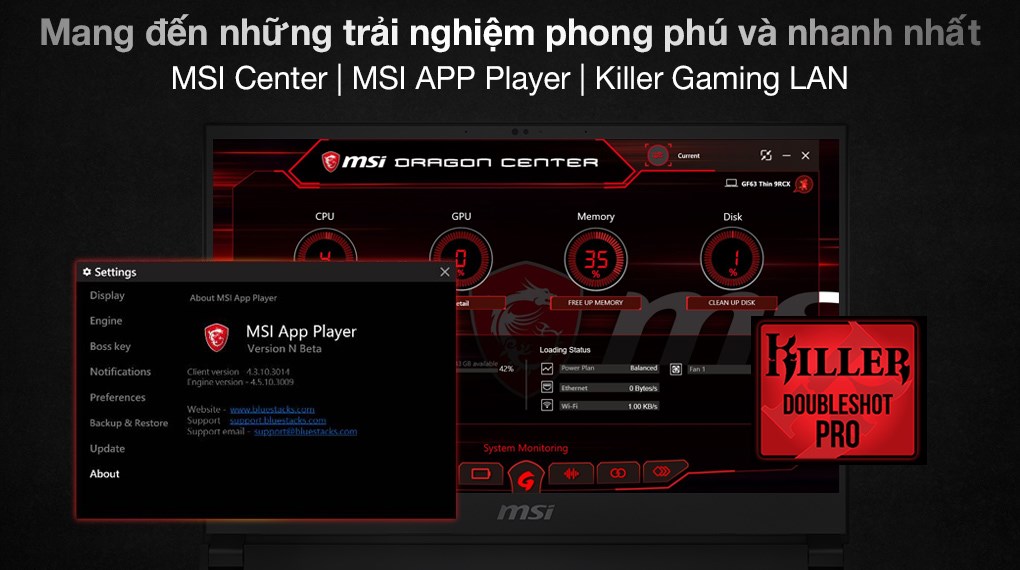 Mang đến những trải nghiệm phong phú và nhanh nhất
MSI Center | MSI APP Player | Killer Gaming LAN
msi DRAGON CENTER
Current
GF63 Thin 9RCX
CPU
GPU
Memory
Disk
4
0
%
35
%
1
%
FREE UP MEMORY
CLEAN UP DISK
Settings
Display
Engine
Boss key
Notifications
Preferences
Backup & Restore
Update
About
About MSI App Player
MSI App Player
Version N Beta
Client version 4.3.10.3014
Engine version - 4.5.10.3009
Website - www.bluestacks.com
Support support.bluestacks.com
Support email - support@bluestacks.com
GB available
42%
Loading Status
Power Plan Balanced
Fan 1
Ethernet 0 Bytes/s
Wi-Fi 1.00 KB/s
System Monitoring
KILLER
DOUBLESHOT
PRO
msi